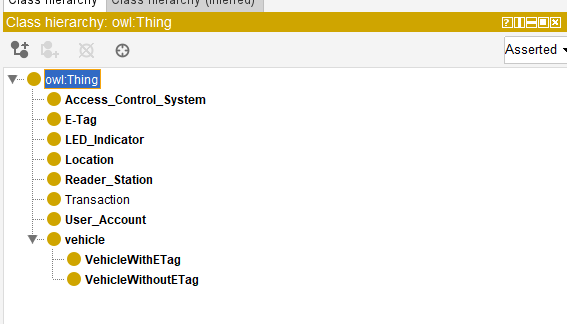 Class hierarchy Class hierarchy (inferred)
Class hierarchy: owl:Thing
Asserted
owl:Thing
Access_Control_System
E-Tag
LED_Indicator
Location
Reader_Station
Transaction
User_Account
vehicle
VehicleWithETag
VehicleWithoutETag